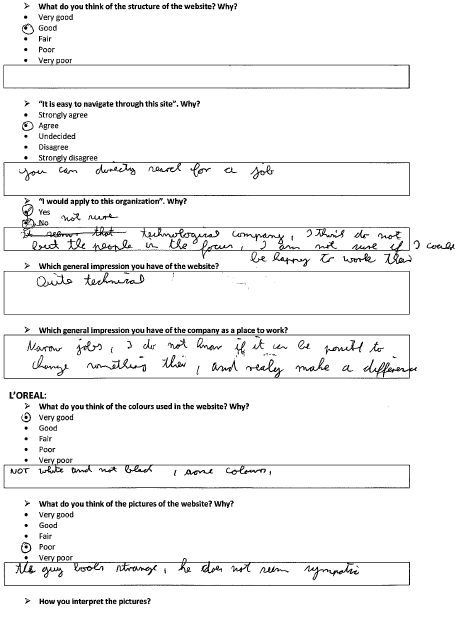 ➢ What do you think of the structure of the website? Why?
• Very good
• Good
• Fair
• Poor
• Very poor
➢ “It is easy to navigate through this site”. Why?
• Strongly agree
• Agree
• Undecided
• Disagree
• Strongly disagree
you can directly search for a job
➢ “I would apply to this organization”. Why?
• Yes
• No not sure
technological company, I think do not
put the people in the focus, I am not sure if I could
be happy to work there
➢ Which general impression you have of the website?
Quite technical
➢ Which general impression you have of the company as a place to work?
Narrow jobs, I do not know if it can be possible to
change something there, and really make a difference
L'OREAL:
➢ What do you think of the colours used in the website? Why?
• Very good
• Good
• Fair
• Poor
• Very poor
NOT white and not black, some colours,
➢ What do you think of the pictures of the website? Why?
• Very good
• Good
• Fair
• Poor
• Very poor
the guy looks strange, he does not seem sympatic
➢ How you interpret the pictures?